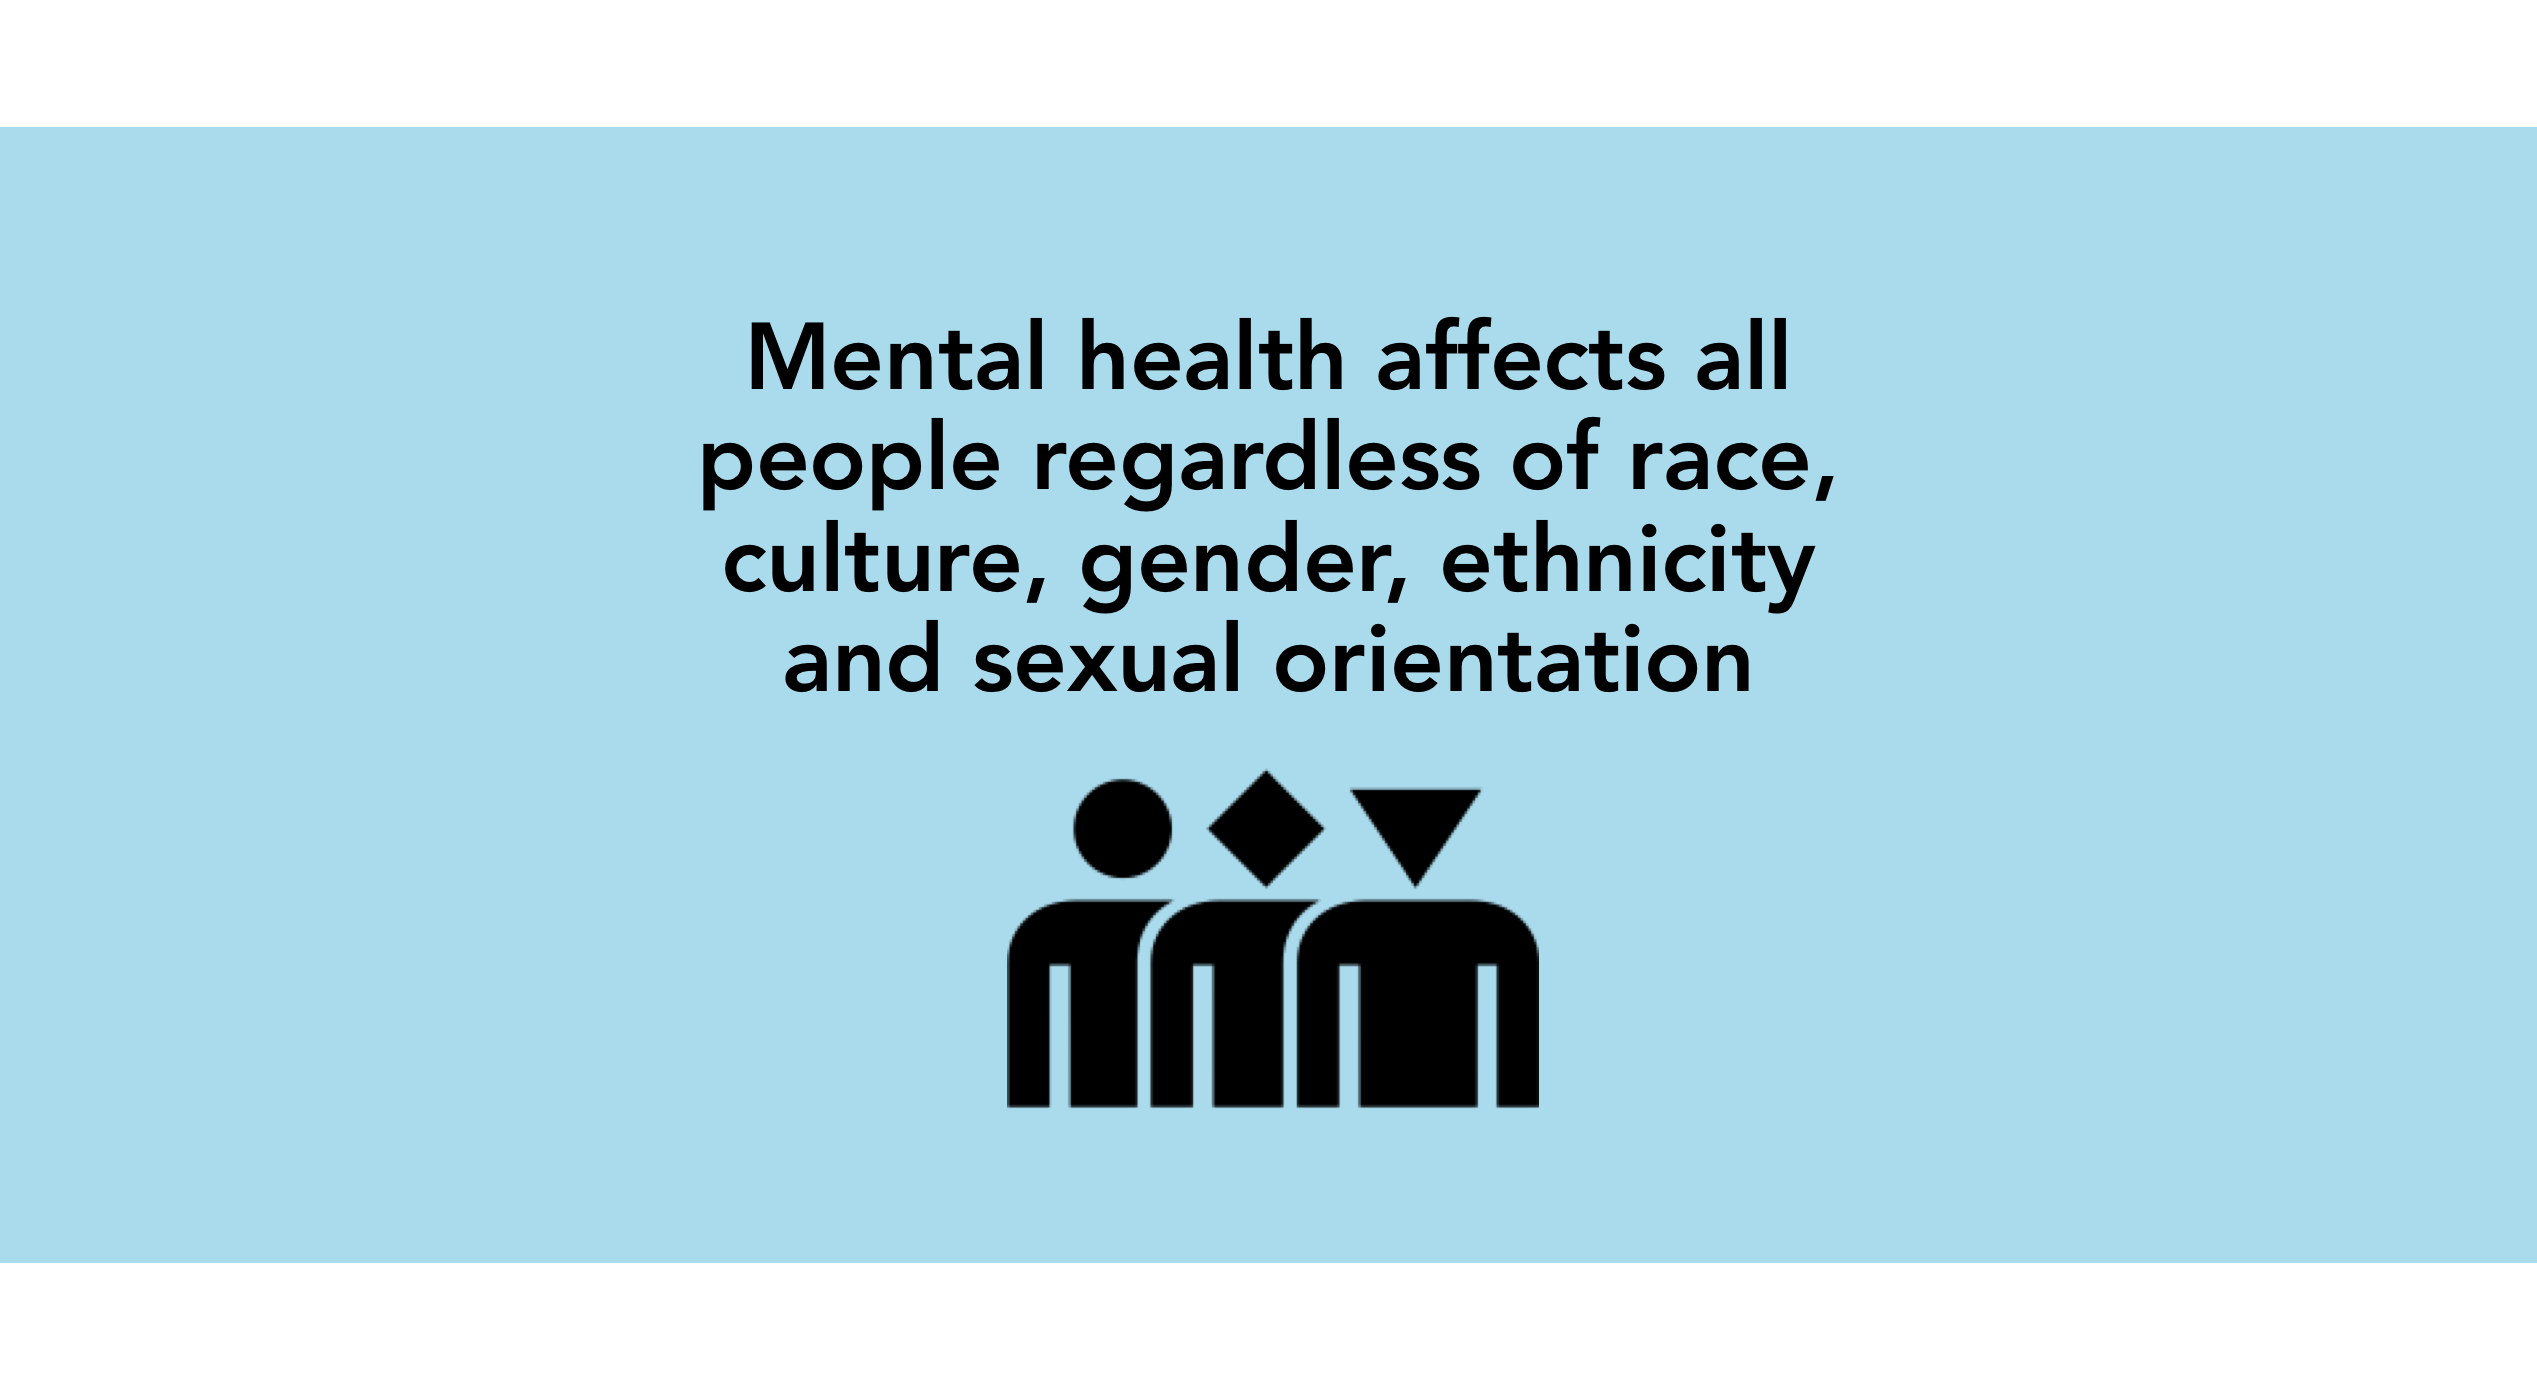 Mental health affects all
people regardless of race,
culture, gender, ethnicity
and sexual orientation